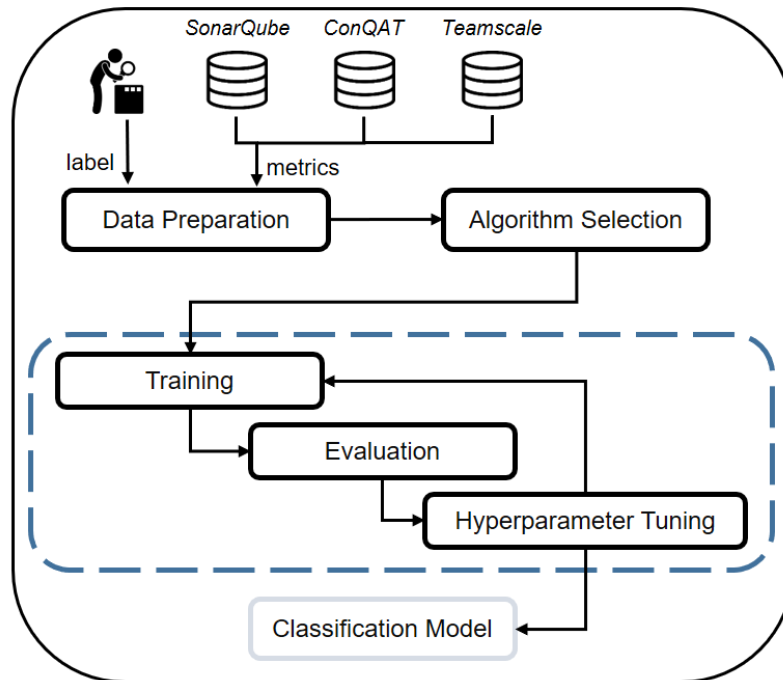 SonarQube
ConQAT
Teamscale
label
metrics
Data Preparation
Algorithm Selection
Training
Evaluation
Hyperparameter Tuning
Classification Model